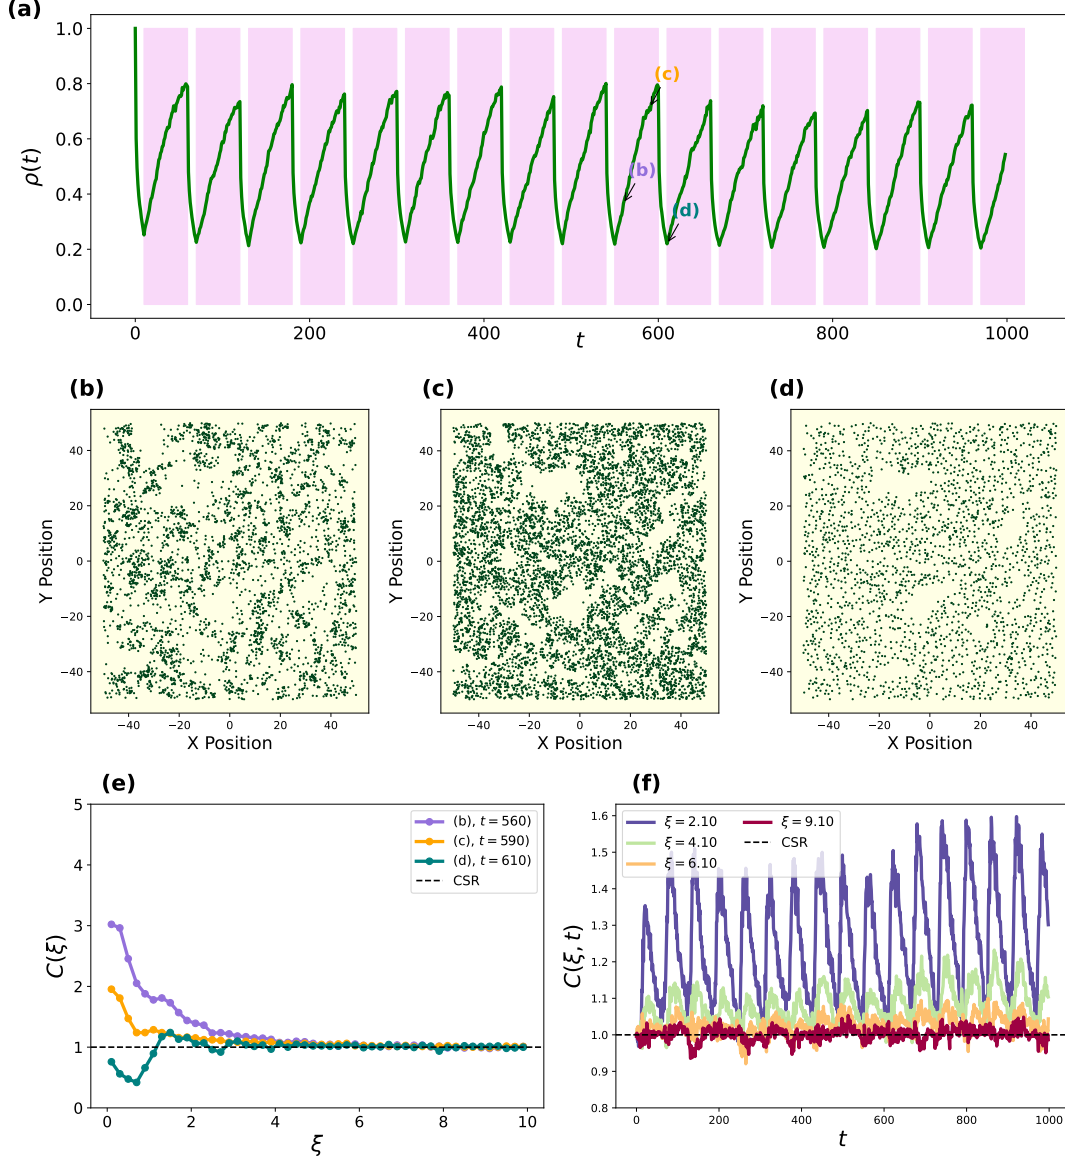 (a)
1.0
0.8
0.6
0.4
0.2
0.0
ρ(t)
(c)
(b)
(d)
0 200 400 600 800 1000
t
(b) (c) (d)
40
20
0
−20
−40
Y Position
−40 −20 0 20 40
X Position
40
20
0
−20
−40
Y Position
−40 −20 0 20 40
X Position
40
20
0
−20
−40
Y Position
−40 −20 0 20 40
X Position
(e)
5
4
3
2
1
0
C(ξ)
(b), t = 560)
(c), t = 590)
(d), t = 610)
CSR
0 2 4 6 8 10
ξ
(f)
1.6
1.5
1.4
1.3
1.2
1.1
1.0
0.9
0.8
C(ξ, t)
ξ = 2.10 ξ = 9.10
ξ = 4.10 CSR
ξ = 6.10
0 200 400 600 800 1000
t